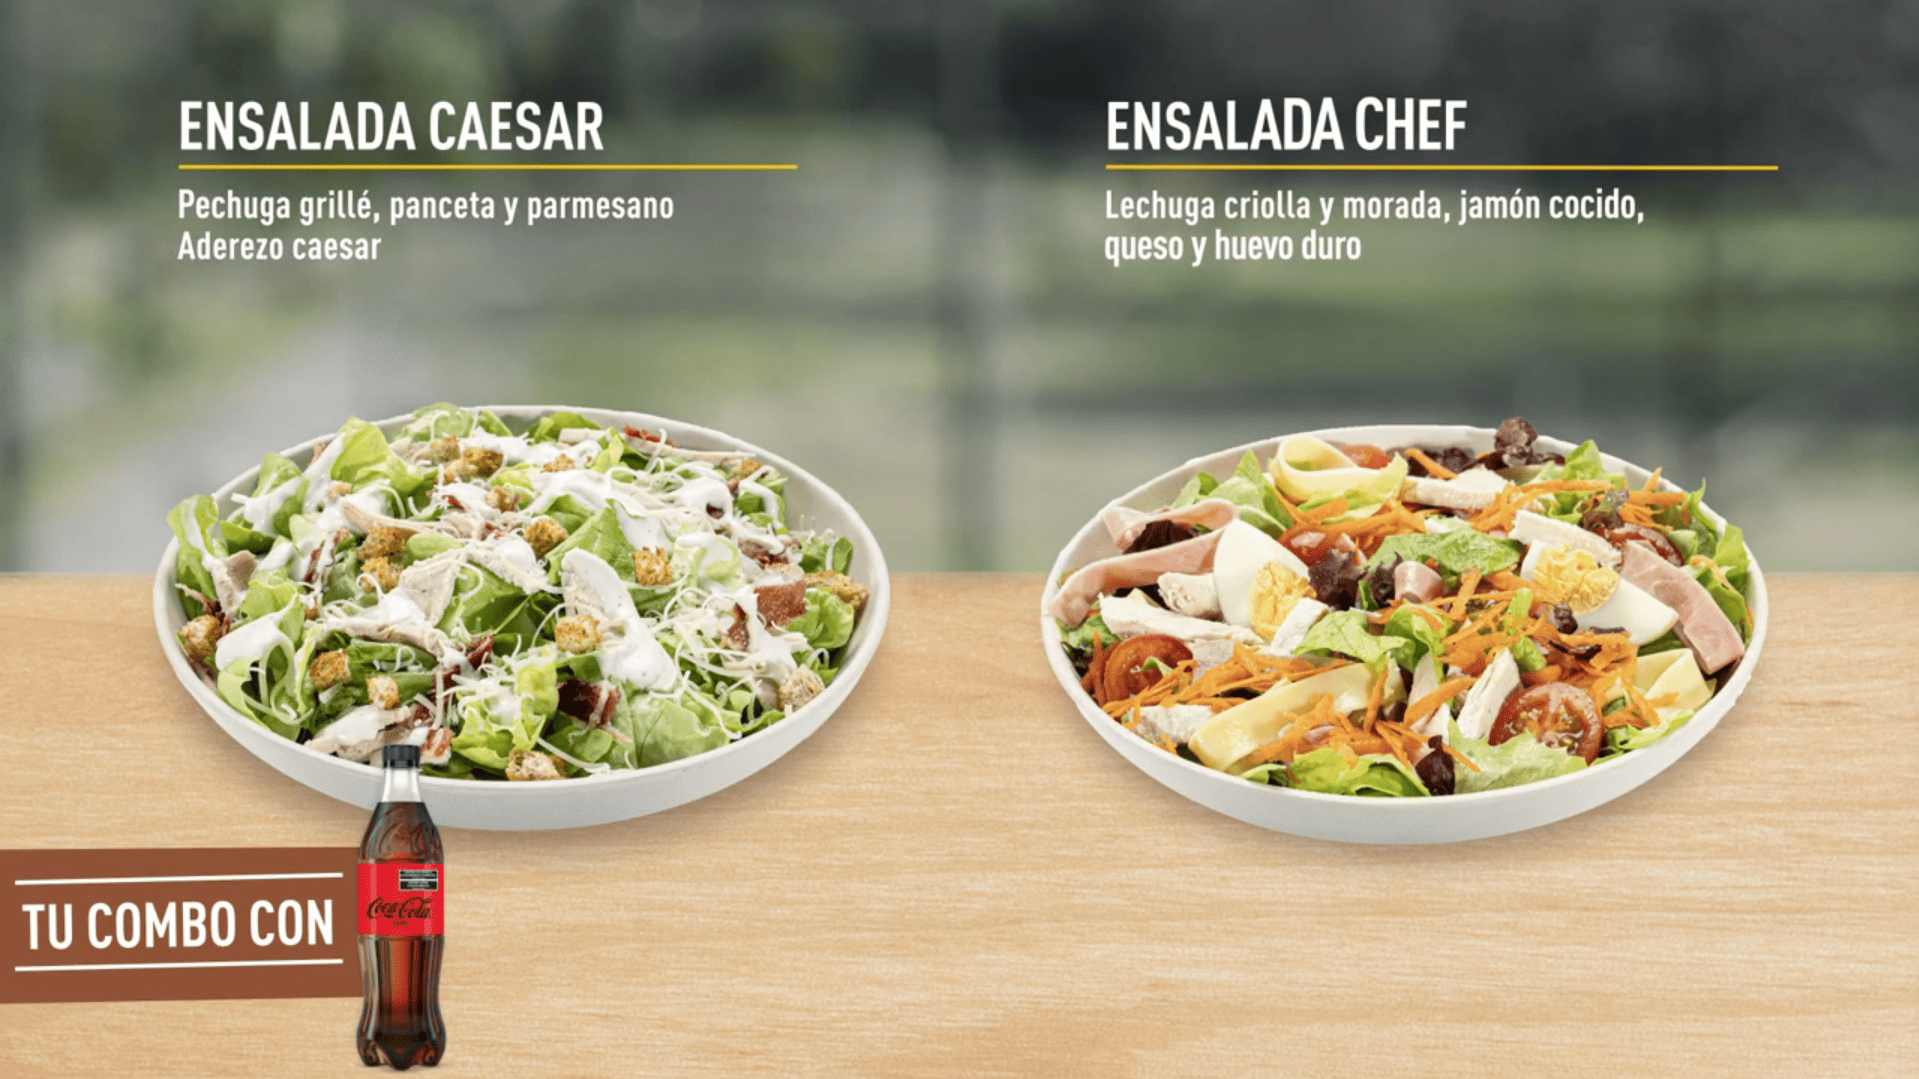 ENSALADA CAESAR
Pechuga grillé, panceta y parmesano
Aderezo caesar
ENSALADA CHEF
Lechuga criolla y morada, jamón cocido,
queso y huevo duro
TU COMBO CON
Coca-Cola